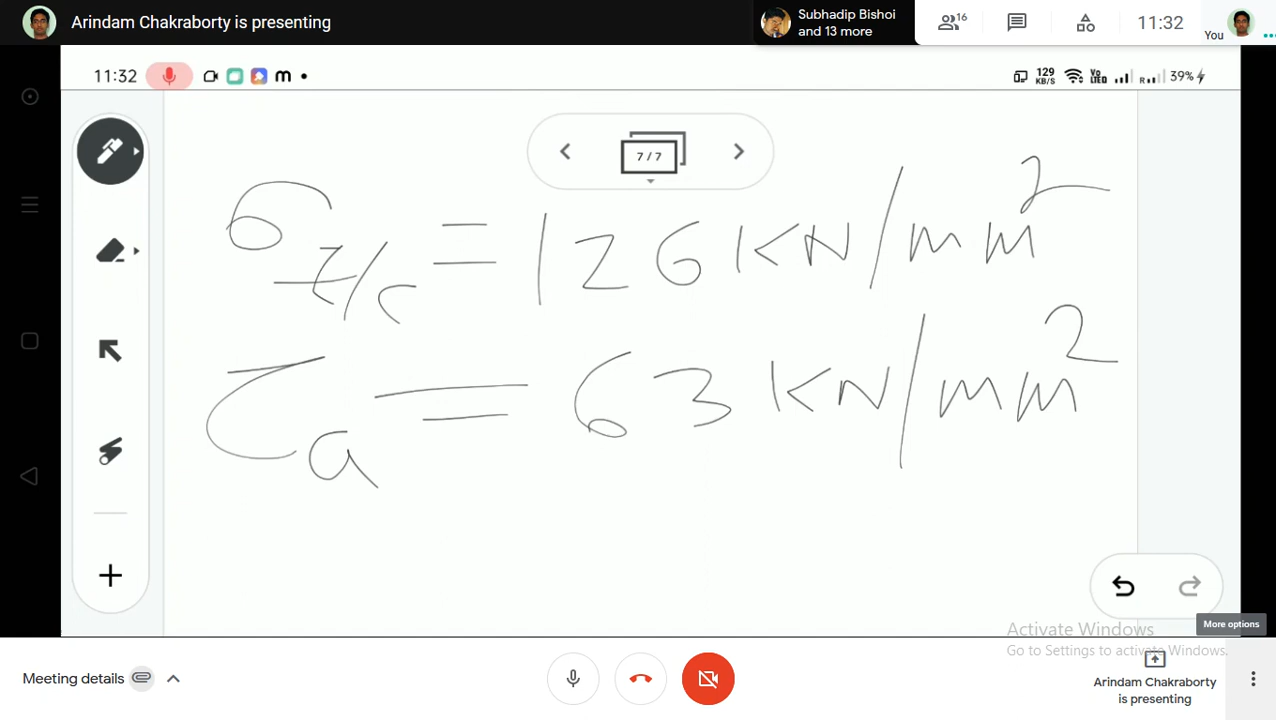 Arindam Chakraborty is presenting
Subhadip Bishoi
and 13 more
16
11:32
You
11:32
m
129
KB/S
Vo
LTE
R
39%
7 / 7
σt/c = 126 KN/mm²
τa = 63 KN/mm²
More options
Activate Windows
Go to Settings to activate Windows.
Meeting details
Arindam Chakraborty
is presenting